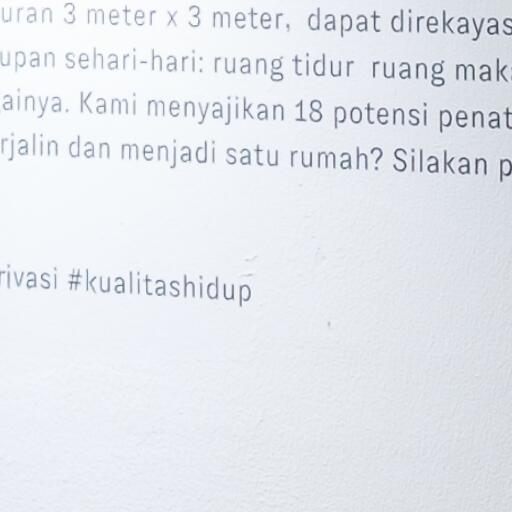 uran 3 meter x 3 meter, dapat direkayas
upan sehari-hari: ruang tidur ruang mak
ainya. Kami menyajikan 18 potensi penat
rjalin dan menjadi satu rumah? Silakan p
rivasi #kualitashidup